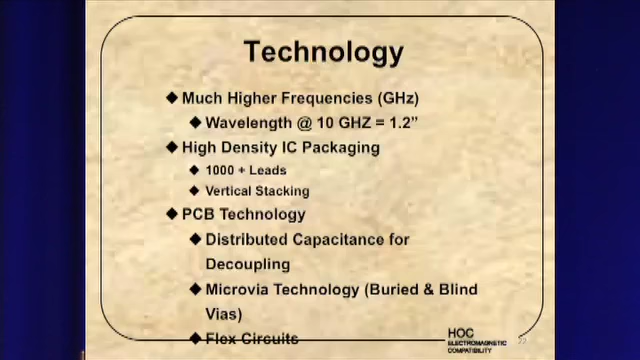 Technology
◆ Much Higher Frequencies (GHz)
◆ Wavelength @ 10 GHZ = 1.2”
◆ High Density IC Packaging
◆ 1000 + Leads
◆ Vertical Stacking
◆ PCB Technology
◆ Distributed Capacitance for
Decoupling
◆ Microvia Technology (Buried & Blind
Vias)
◆ Flex Circuits
HOC
ELECTROMAGNETIC
COMPATIBILITY
22